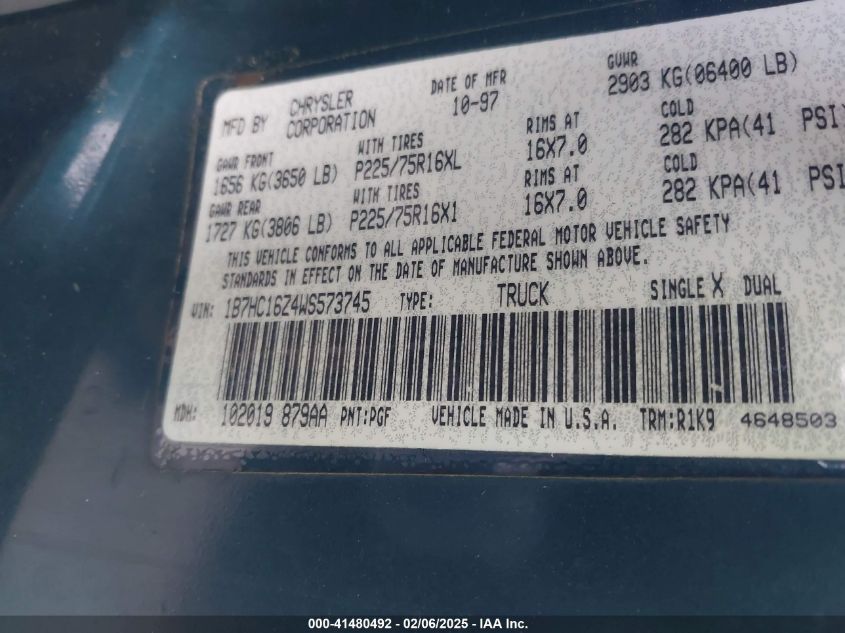 MFD BY CHRYSLER CORPORATION DATE OF MFR 10-97 GVWR 2903 KG(06400 LB)
GAWR FRONT WITH TIRES RIMS AT COLD
1656 KG(3650 LB) P225/75R16XL 16X7.0 282 KPA(41 PSI)
GAWR REAR WITH TIRES RIMS AT COLD
1727 KG(3806 LB) P225/75R16X1 16X7.0 282 KPA(41 PSI
THIS VEHICLE CONFORMS TO ALL APPLICABLE FEDERAL MOTOR VEHICLE SAFETY
STANDARDS IN EFFECT ON THE DATE OF MANUFACTURE SHOWN ABOVE.
VIN: 1B7HC16Z4WS573745 TYPE: TRUCK SINGLE X DUAL
MDH: 102019 879AA PNT:PGF VEHICLE MADE IN U.S.A. TRM:R1K9 4648503
000-41480492 - 02/06/2025 - IAA Inc.